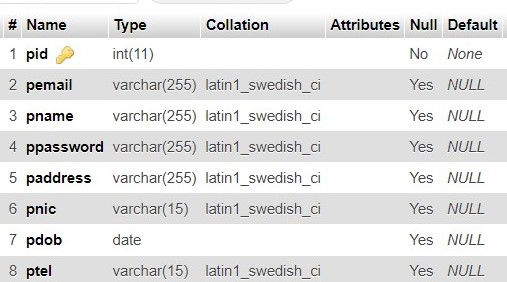 # Name Type Collation Attributes Null Default
1 pid int(11) No None
2 pemail varchar(255) latin1_swedish_ci Yes NULL
3 pname varchar(255) latin1_swedish_ci Yes NULL
4 ppassword varchar(255) latin1_swedish_ci Yes NULL
5 paddress varchar(255) latin1_swedish_ci Yes NULL
6 pnic varchar(15) latin1_swedish_ci Yes NULL
7 pdob date Yes NULL
8 ptel varchar(15) latin1_swedish_ci Yes NULL